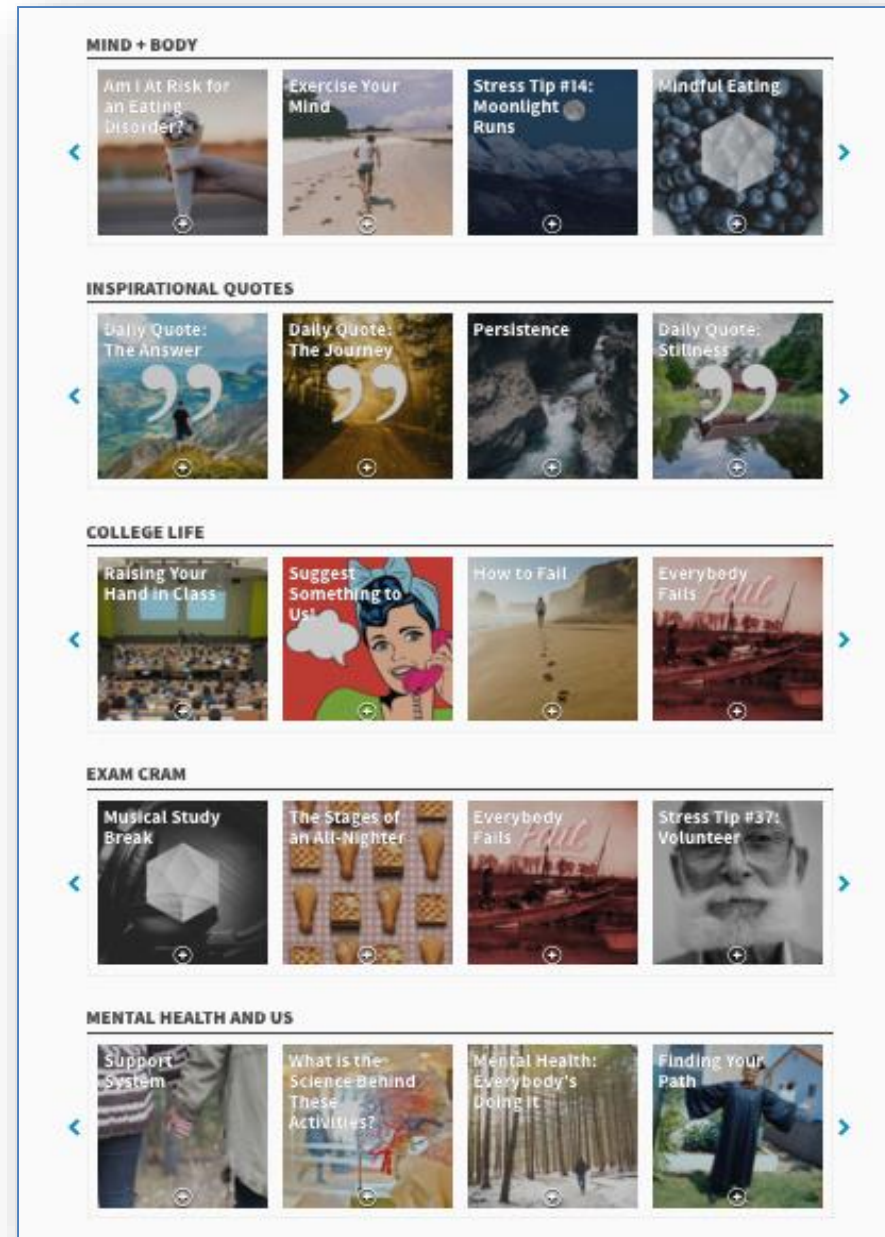 MIND + BODY
Am I At Risk for
an Eating
Disorder?
Exercise Your
Mind
Stress Tip #14:
Moonlight
Runs
Mindful Eating
INSPIRATIONAL QUOTES
Daily Quote:
The Answer
Daily Quote:
The Journey
Persistence
Daily Quote:
Stillness
COLLEGE LIFE
Raising Your
Hand in Class
Suggest
Something to
Us!
How to Fail
Everybody
Fails
Fail
EXAM CRAM
Musical Study
Break
The Stages of
an All-Nighter
Everybody
Fails
Fail
Stress Tip #37:
Volunteer
MENTAL HEALTH AND US
Support
System
What is the
Science Behind
These
Activities?
Mental Health:
Everybody's
Doing It
Finding Your
Path